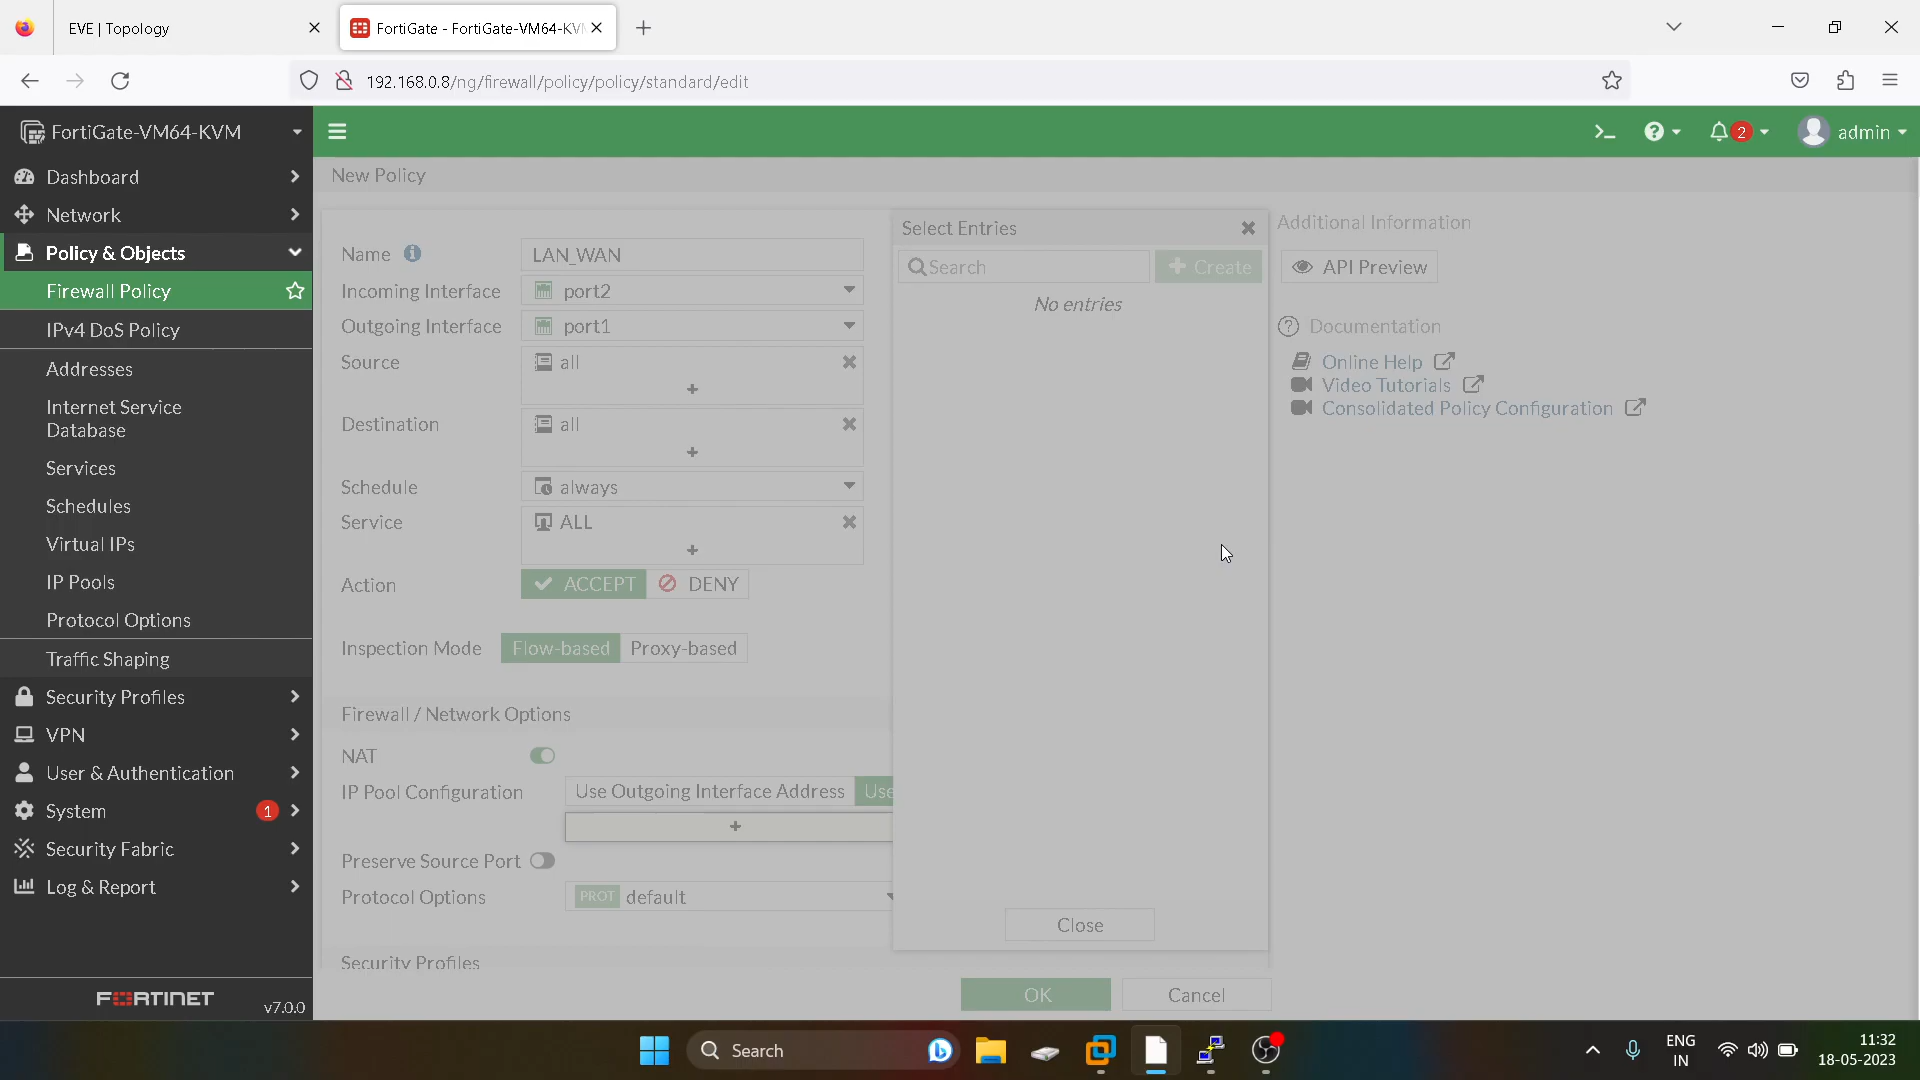 EVE | Topology
FortiGate - FortiGate-VM64-KVM
192.168.0.8/ng/firewall/policy/policy/standard/edit
FortiGate-VM64-KVM
2
admin
Dashboard
Network
Policy & Objects
Firewall Policy
IPv4 DoS Policy
Addresses
Internet Service
Database
Services
Schedules
Virtual IPs
IP Pools
Protocol Options
Traffic Shaping
Security Profiles
VPN
User & Authentication
System 1
Security Fabric
Log & Report
FORTINET v7.0.0
New Policy
Name LAN_WAN
Incoming Interface port2
Outgoing Interface port1
Source all
+
Destination all
+
Schedule always
Service ALL
+
Action ACCEPT DENY
Inspection Mode Flow-based Proxy-based
Firewall / Network Options
NAT
IP Pool Configuration Use Outgoing Interface Address Use
+
Preserve Source Port
Protocol Options PROT default
Security Profiles
Select Entries
Search + Create
No entries
Close
OK Cancel
Additional Information
API Preview
Documentation
Online Help
Video Tutorials
Consolidated Policy Configuration
Search
ENG
IN
11:32
18-05-2023